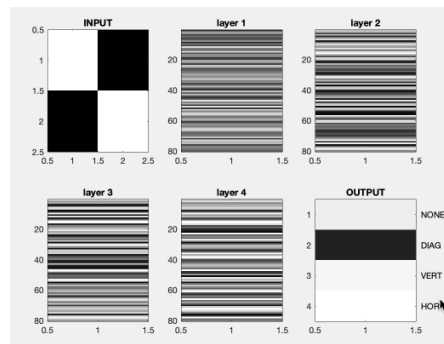 INPUT
layer 1
layer 2
0.5
1
1.5
2
2.5
0.5 1 1.5 2 2.5
20
40
60
80
0.5 1 1.5
20
40
60
80
0.5 1 1.5
layer 3
layer 4
OUTPUT
20
40
60
80
0.5 1 1.5
20
40
60
80
0.5 1 1.5
1 NONE
2 DIAG
3 VERT
4 HOR
0.5 1 1.5